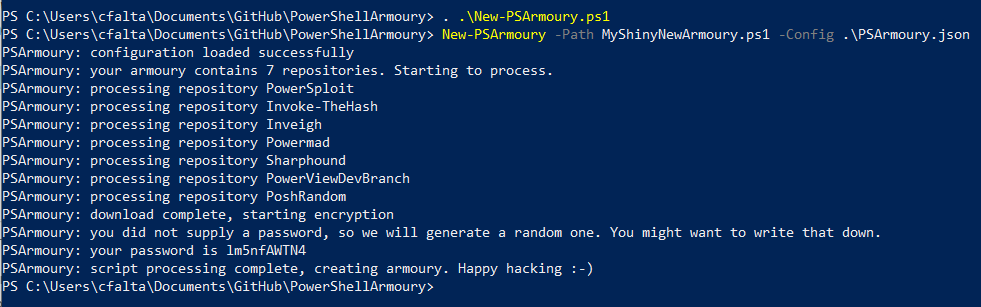 PS C:\Users\cfalta\Documents\GitHub\PowerShellArmoury> . .\New-PSArmoury.ps1
PS C:\Users\cfalta\Documents\GitHub\PowerShellArmoury> New-PSArmoury -Path MyShinyNewArmoury.ps1 -Config .\PSArmoury.json
PSArmoury: configuration loaded successfully
PSArmoury: your armoury contains 7 repositories. Starting to process.
PSArmoury: processing repository PowerSploit
PSArmoury: processing repository Invoke-TheHash
PSArmoury: processing repository Inveigh
PSArmoury: processing repository Powermad
PSArmoury: processing repository Sharphound
PSArmoury: processing repository PowerViewDevBranch
PSArmoury: processing repository PoshRandom
PSArmoury: download complete, starting encryption
PSArmoury: you did not supply a password, so we will generate a random one. You might want to write that down.
PSArmoury: your password is lm5nfAWTN4
PSArmoury: script processing complete, creating armoury. Happy hacking :-)
PS C:\Users\cfalta\Documents\GitHub\PowerShellArmoury>